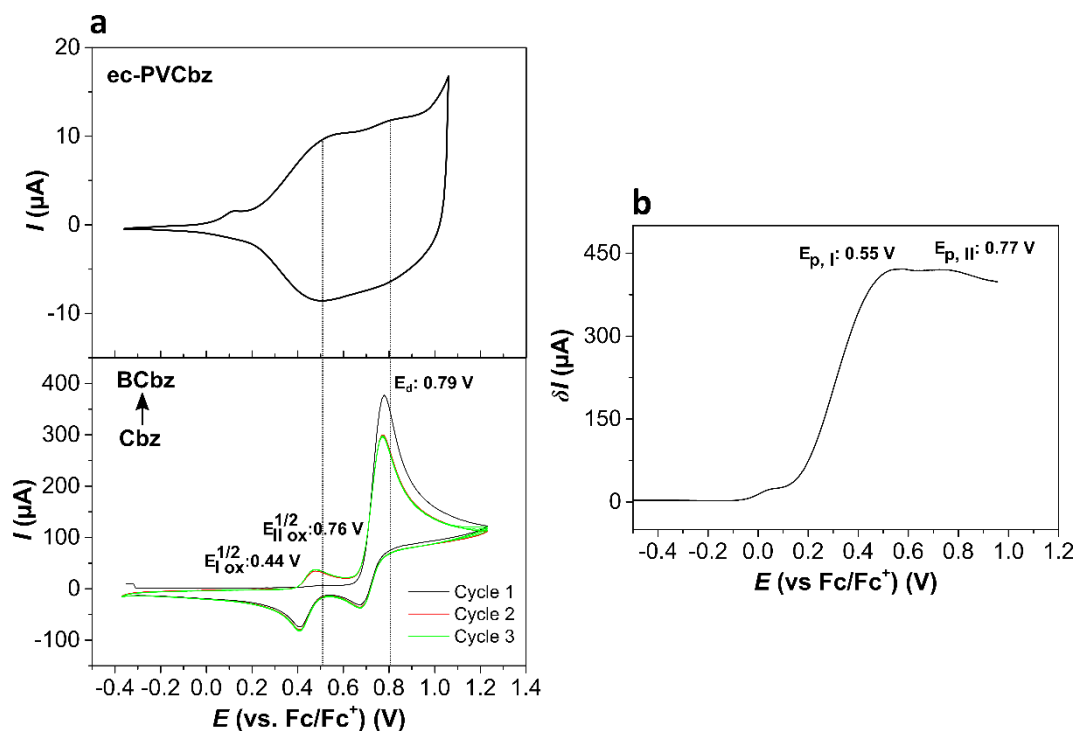 a
ec-PVCbz
20
10
0
-10
I (µA)
BCbz
Cbz
E_d: 0.79 V
E^1/2_II ox:0.76 V
E^1/2_I ox:0.44 V
Cycle 1
Cycle 2
Cycle 3
400
300
200
100
0
-100
I (µA)
-0.4 -0.2 0.0 0.2 0.4 0.6 0.8 1.0 1.2 1.4
E (vs. Fc/Fc⁺) (V)
b
E_p, I: 0.55 V
E_p, II: 0.77 V
450
300
150
0
δI (µA)
-0.4 -0.2 0.0 0.2 0.4 0.6 0.8 1.0 1.2
E (vs Fc/Fc⁺) (V)